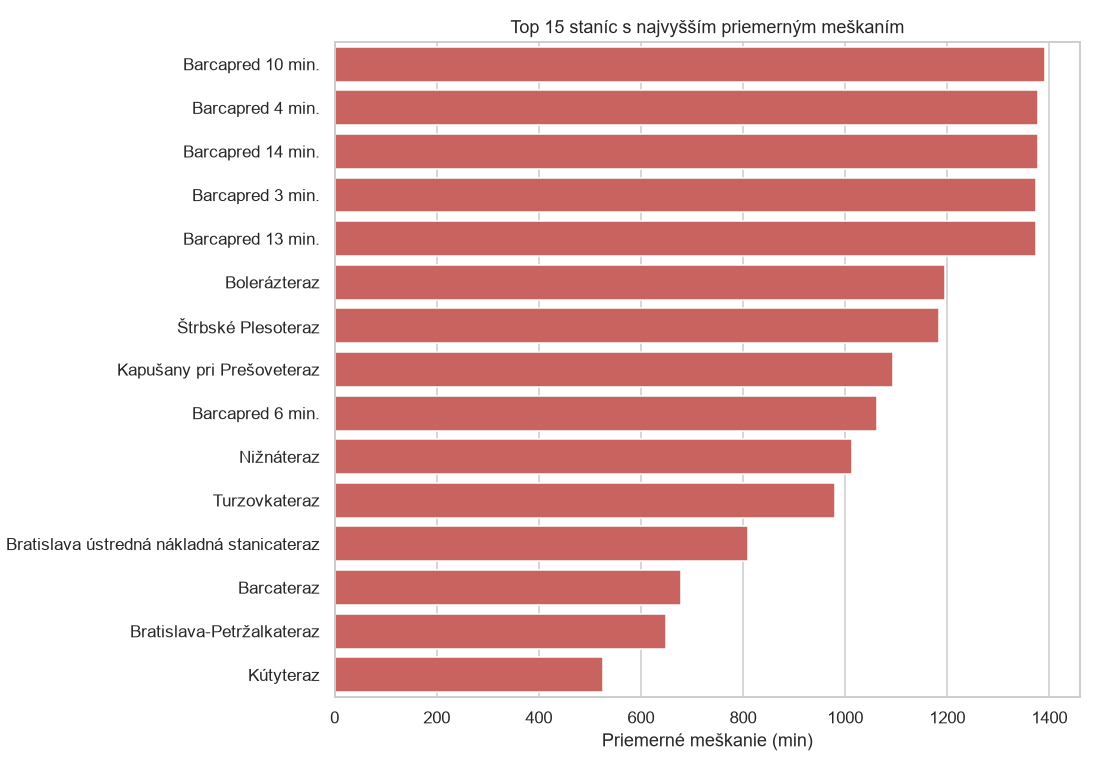 Top 15 staníc s najvyšším priemerným meškaním
Barcapred 10 min.
Barcapred 4 min.
Barcapred 14 min.
Barcapred 3 min.
Barcapred 13 min.
Bolerázteraz
Štrbské Plesoteraz
Kapušany pri Prešoveteraz
Barcapred 6 min.
Nižnáteraz
Turzovkateraz
Bratislava ústredná nákladná stanicateraz
Barcateraz
Bratislava-Petržalkateraz
Kútyteraz
0 200 400 600 800 1000 1200 1400
Priemerné meškanie (min)